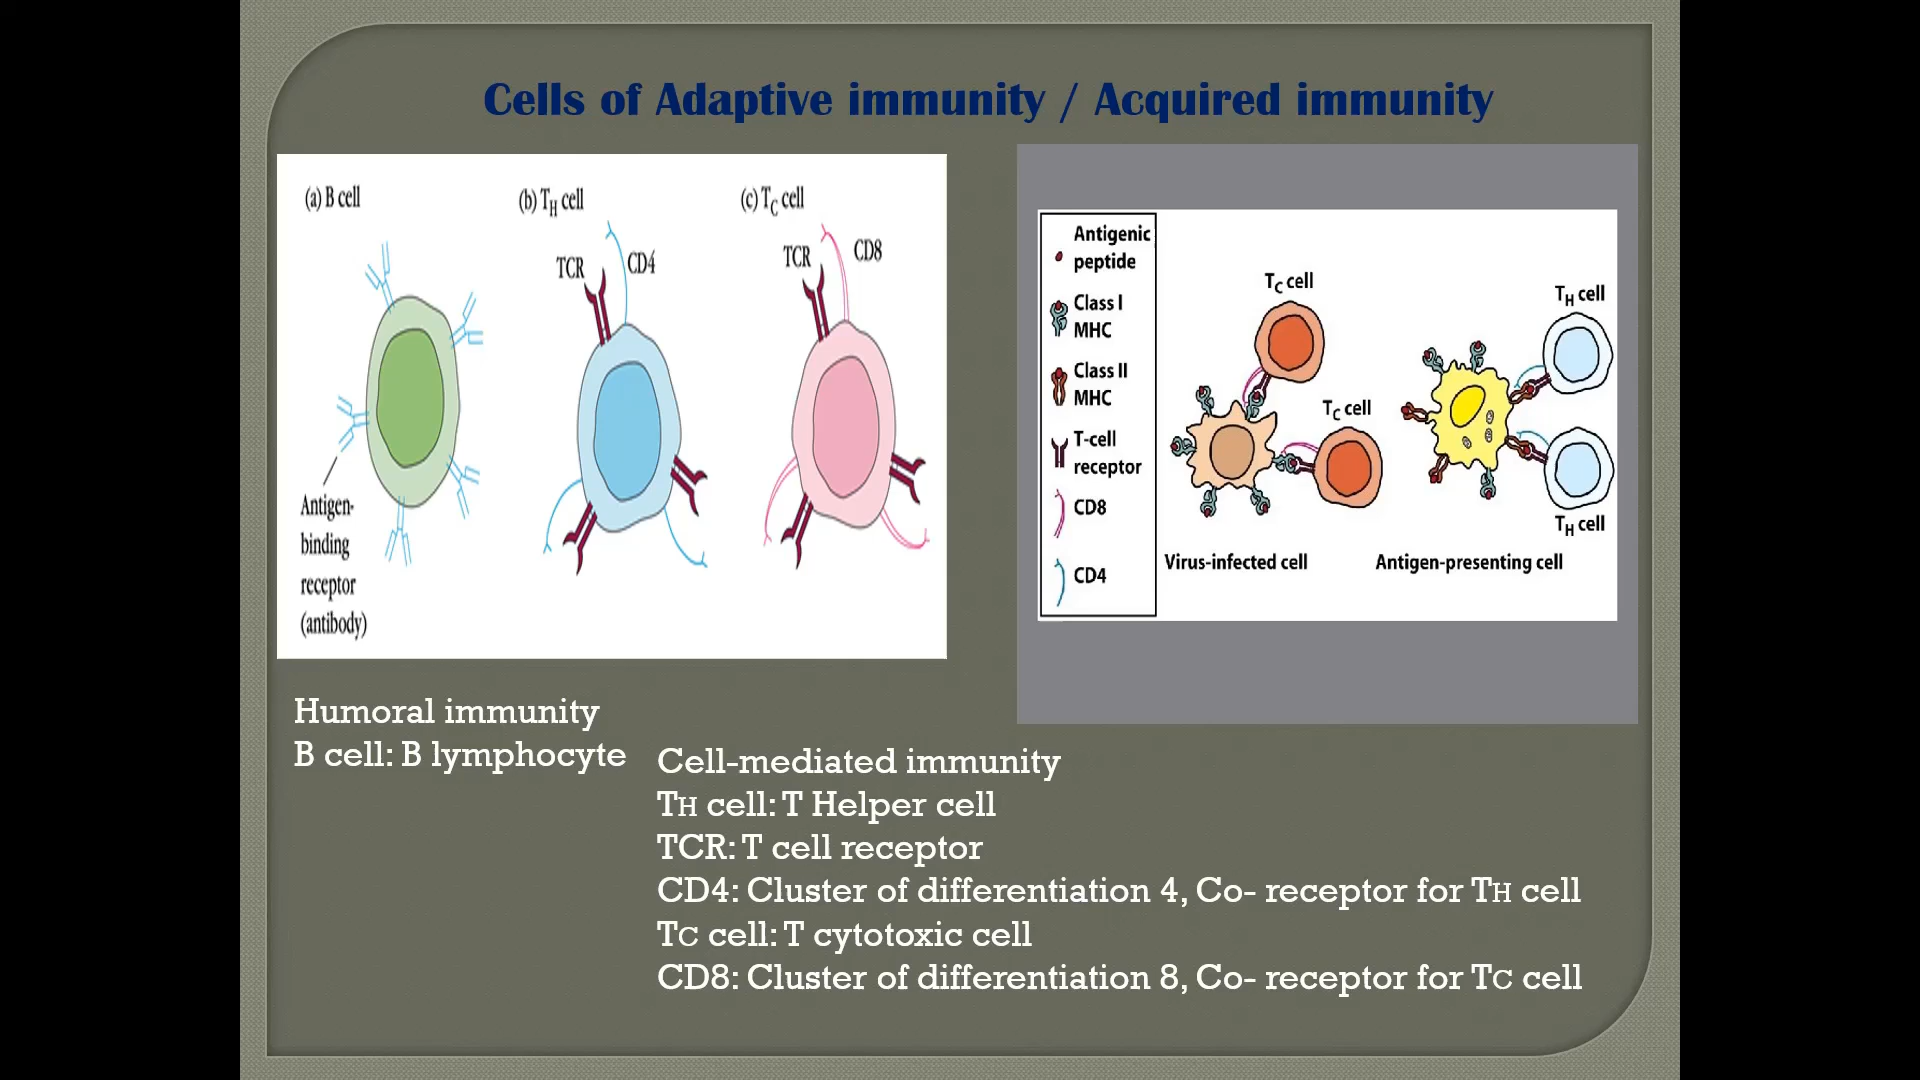 Cells of Adaptive immunity / Acquired immunity
(a) B cell
(b) TH cell
(c) TC cell
TCR
CD4
TCR
CD8
Antigen-
binding
receptor
(antibody)
Antigenic
peptide
Class I
MHC
Class II
MHC
T-cell
receptor
CD8
CD4
TC cell
TC cell
Virus-infected cell
TH cell
TH cell
Antigen-presenting cell
Humoral immunity
B cell: B lymphocyte
Cell-mediated immunity
TH cell: T Helper cell
TCR: T cell receptor
CD4: Cluster of differentiation 4, Co- receptor for TH cell
TC cell: T cytotoxic cell
CD8: Cluster of differentiation 8, Co- receptor for TC cell